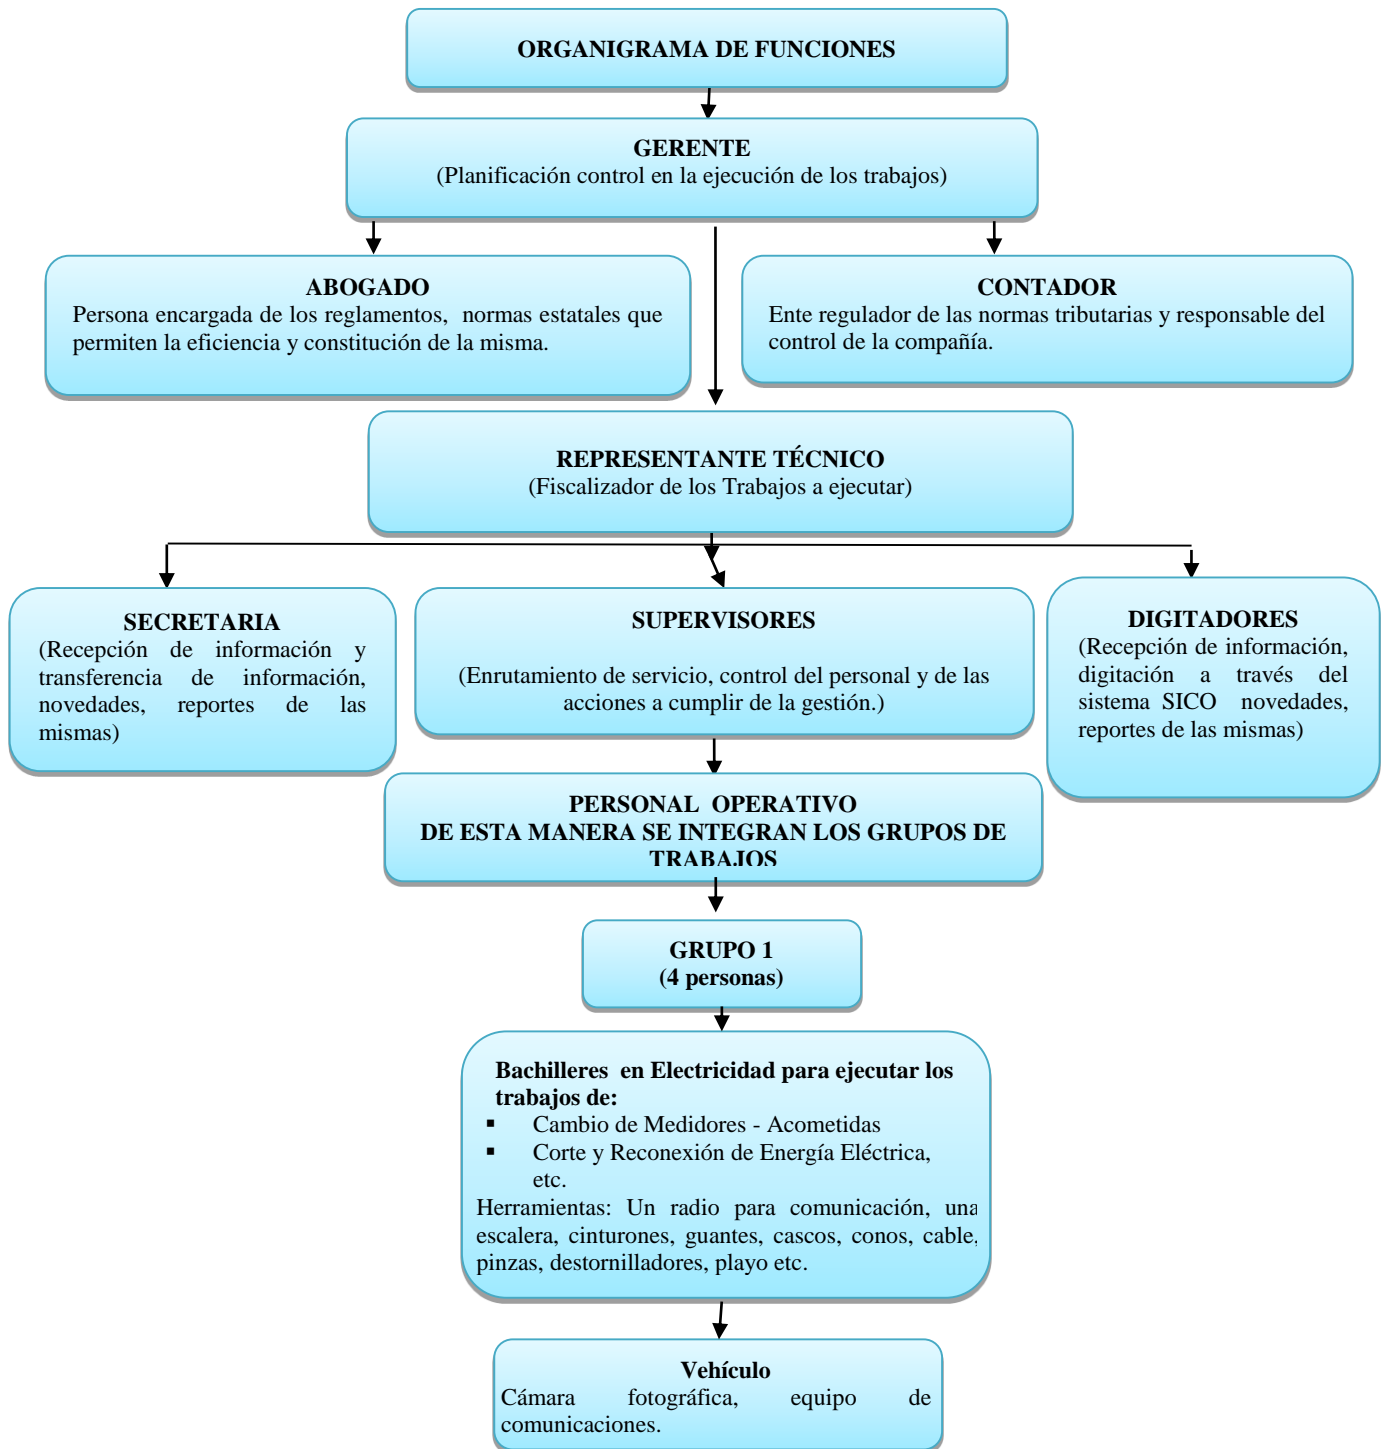 ORGANIGRAMA DE FUNCIONES
GERENTE
(Planificación control en la ejecución de los trabajos)
ABOGADO
Persona encargada de los reglamentos, normas estatales que
permiten la eficiencia y constitución de la misma.
CONTADOR
Ente regulador de las normas tributarias y responsable del
control de la compañía.
REPRESENTANTE TÉCNICO
(Fiscalizador de los Trabajos a ejecutar)
SECRETARIA
(Recepción de información y
transferencia de información,
novedades, reportes de las
mismas)
SUPERVISORES
(Enrutamiento de servicio, control del personal y de las
acciones a cumplir de la gestión.)
DIGITADORES
(Recepción de información,
digitación a través del
sistema SICO novedades,
reportes de las mismas)
PERSONAL OPERATIVO
DE ESTA MANERA SE INTEGRAN LOS GRUPOS DE
TRABAJOS
GRUPO 1
(4 personas)
Bachilleres en Electricidad para ejecutar los
trabajos de:
▪ Cambio de Medidores - Acometidas
▪ Corte y Reconexión de Energía Eléctrica,
etc.
Herramientas: Un radio para comunicación, una
escalera, cinturones, guantes, cascos, conos, cable,
pinzas, destornilladores, playo etc.
Vehículo
Cámara fotográfica, equipo de
comunicaciones.